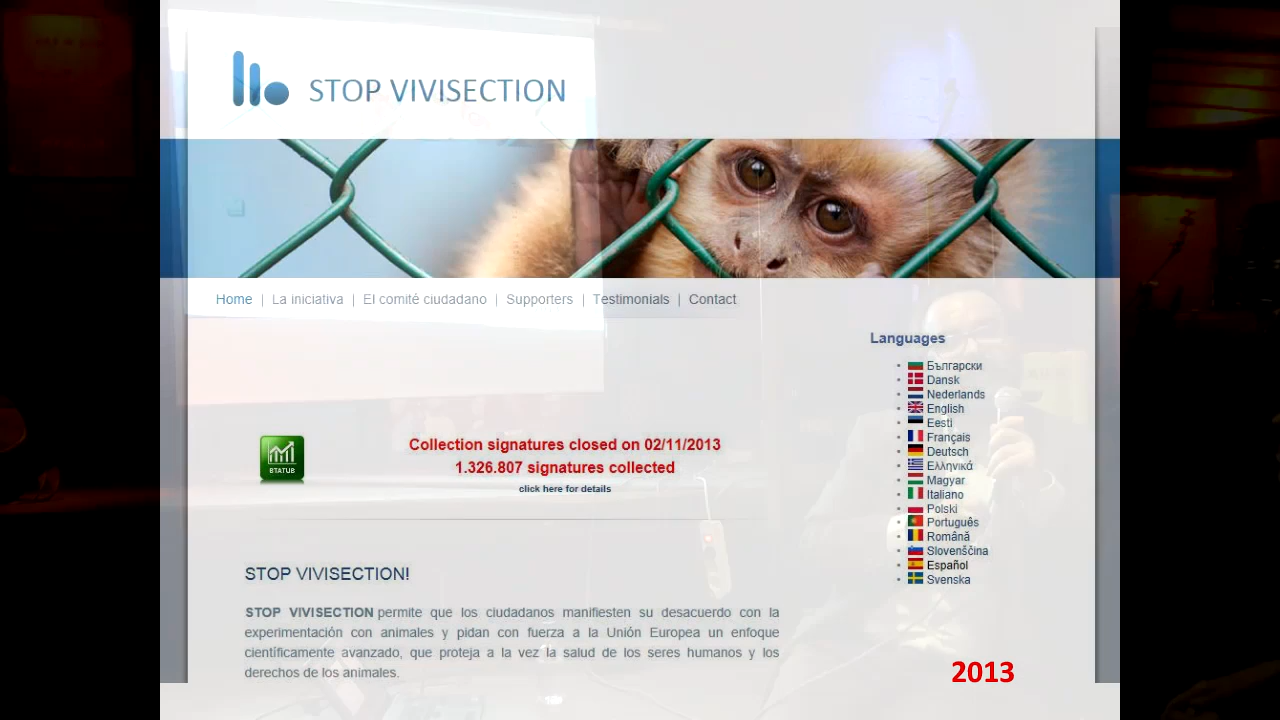 STOP VIVISECTION
Home | La iniciativa | El comité ciudadano | Supporters | Testimonials | Contact
Languages
Български
Dansk
Nederlands
English
Eesti
Français
Deutsch
Ελληνικά
Magyar
Italiano
Polski
Português
Română
Slovenščina
Español
Svenska
STATUS
Collection signatures closed on 02/11/2013
1.326.807 signatures collected
click here for details
STOP VIVISECTION!
STOP VIVISECTION permite que los ciudadanos manifiesten su desacuerdo con la
experimentación con animales y pidan con fuerza a la Unión Europea un enfoque
científicamente avanzado, que proteja a la vez la salud de los seres humanos y los
derechos de los animales.
2013